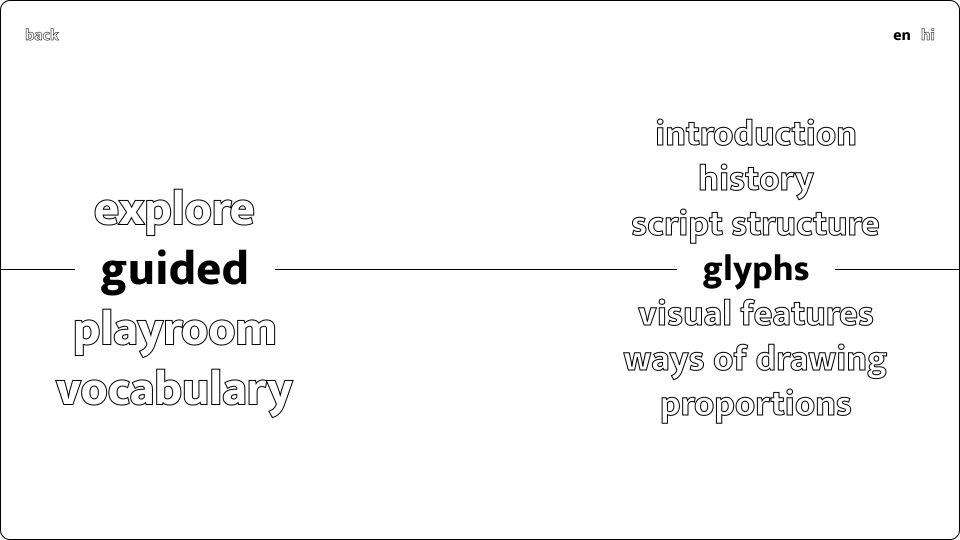 back
en hi
explore
guided
playroom
vocabulary
introduction
history
script structure
glyphs
visual features
ways of drawing
proportions